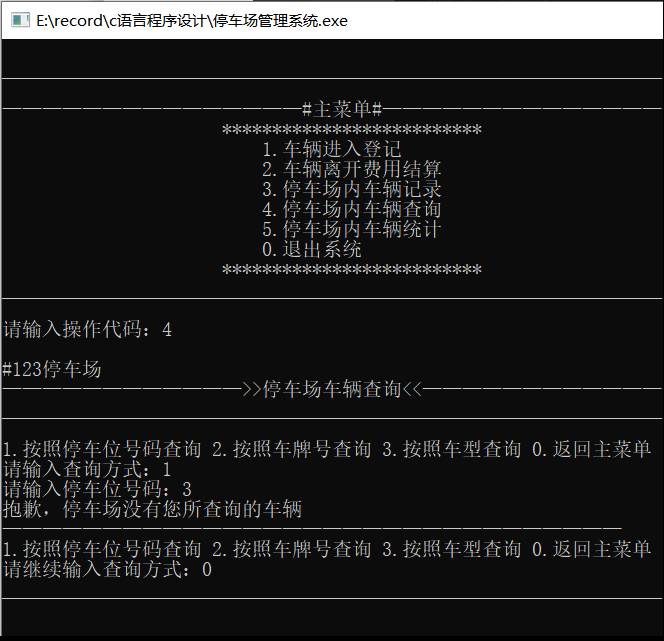 E:\record\c语言程序设计\停车场管理系统.exe
———————————————#主菜单#——————————————
**************************
1.车辆进入登记
2.车辆离开费用结算
3.停车场内车辆记录
4.停车场内车辆查询
5.停车场内车辆统计
0.退出系统
**************************
请输入操作代码：4
#123停车场
————————————>>停车场车辆查询<<————————————
1.按照停车位号码查询 2.按照车牌号查询 3.按照车型查询 0.返回主菜单
请输入查询方式：1
请输入停车位号码：3
抱歉，停车场没有您所查询的车辆
———————————————————————————————
1.按照停车位号码查询 2.按照车牌号查询 3.按照车型查询 0.返回主菜单
请继续输入查询方式：0